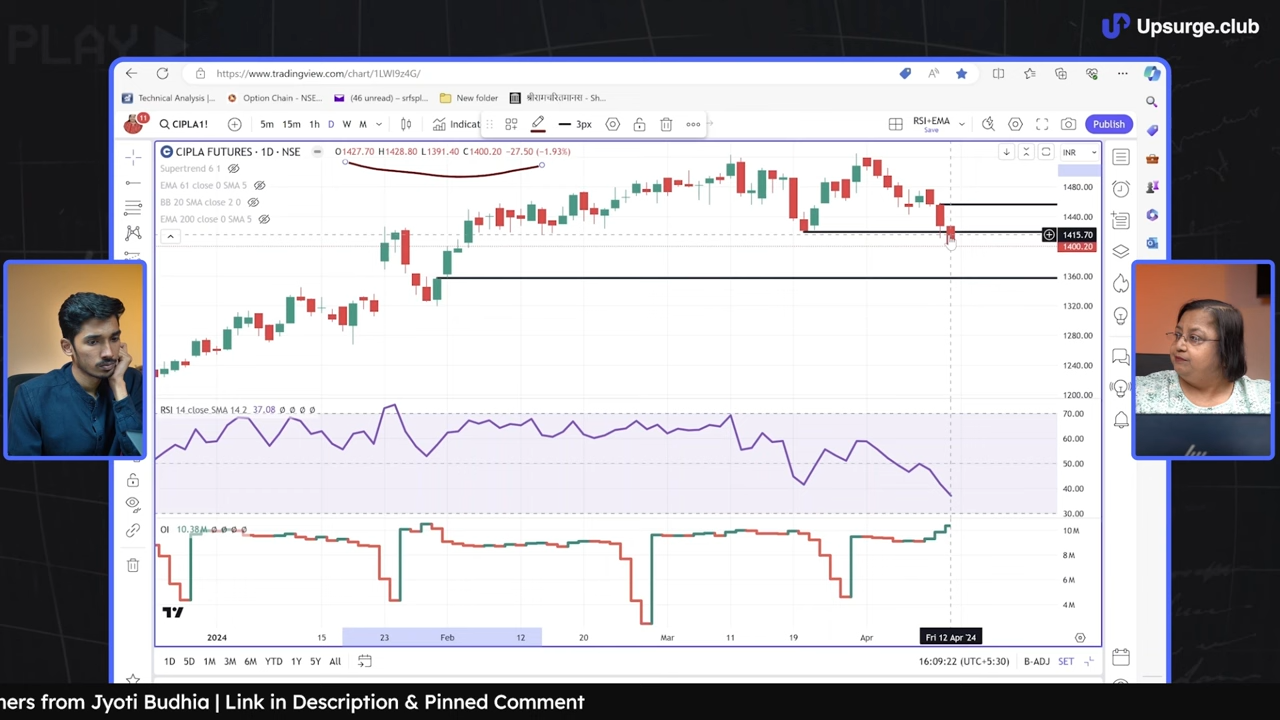 PLAY
Upsurge.club
https://www.tradingview.com/chart/1LWI9z4G/
Technical Analysis |...
Option Chain - NSE...
(46 unread) - srfspl...
New folder
श्रीरामचरितमानस - Sh...
11
CIPLA1!
5m 15m 1h D W M
Indicat
3px
RSI+EMA
Save
Publish
CIPLA FUTURES · 1D · NSE
O1427.70 H1428.80 L1391.40 C1400.20 -27.50 (-1.93%)
INR
Supertrend 6 1
EMA 61 close 0 SMA 5
BB 20 SMA close 2 0
EMA 200 close 0 SMA 5
1480.00
1440.00
1415.70
1400.20
1360.00
1320.00
1280.00
1240.00
1200.00
RSI 14 close SMA 14 2 37.08 ∅ ∅ ∅ ∅
70.00
60.00
50.00
40.00
30.00
OI 10.38M ∅ ∅ ∅ ∅
10 M
8 M
6 M
4 M
2024 15 23 Feb 12 20 Mar 11 19 Apr Fri 12 Apr '24
1D 5D 1M 3M 6M YTD 1Y 5Y All
16:09:22 (UTC+5:30) B-ADJ SET
ners from Jyoti Budhia | Link in Description & Pinned Comment